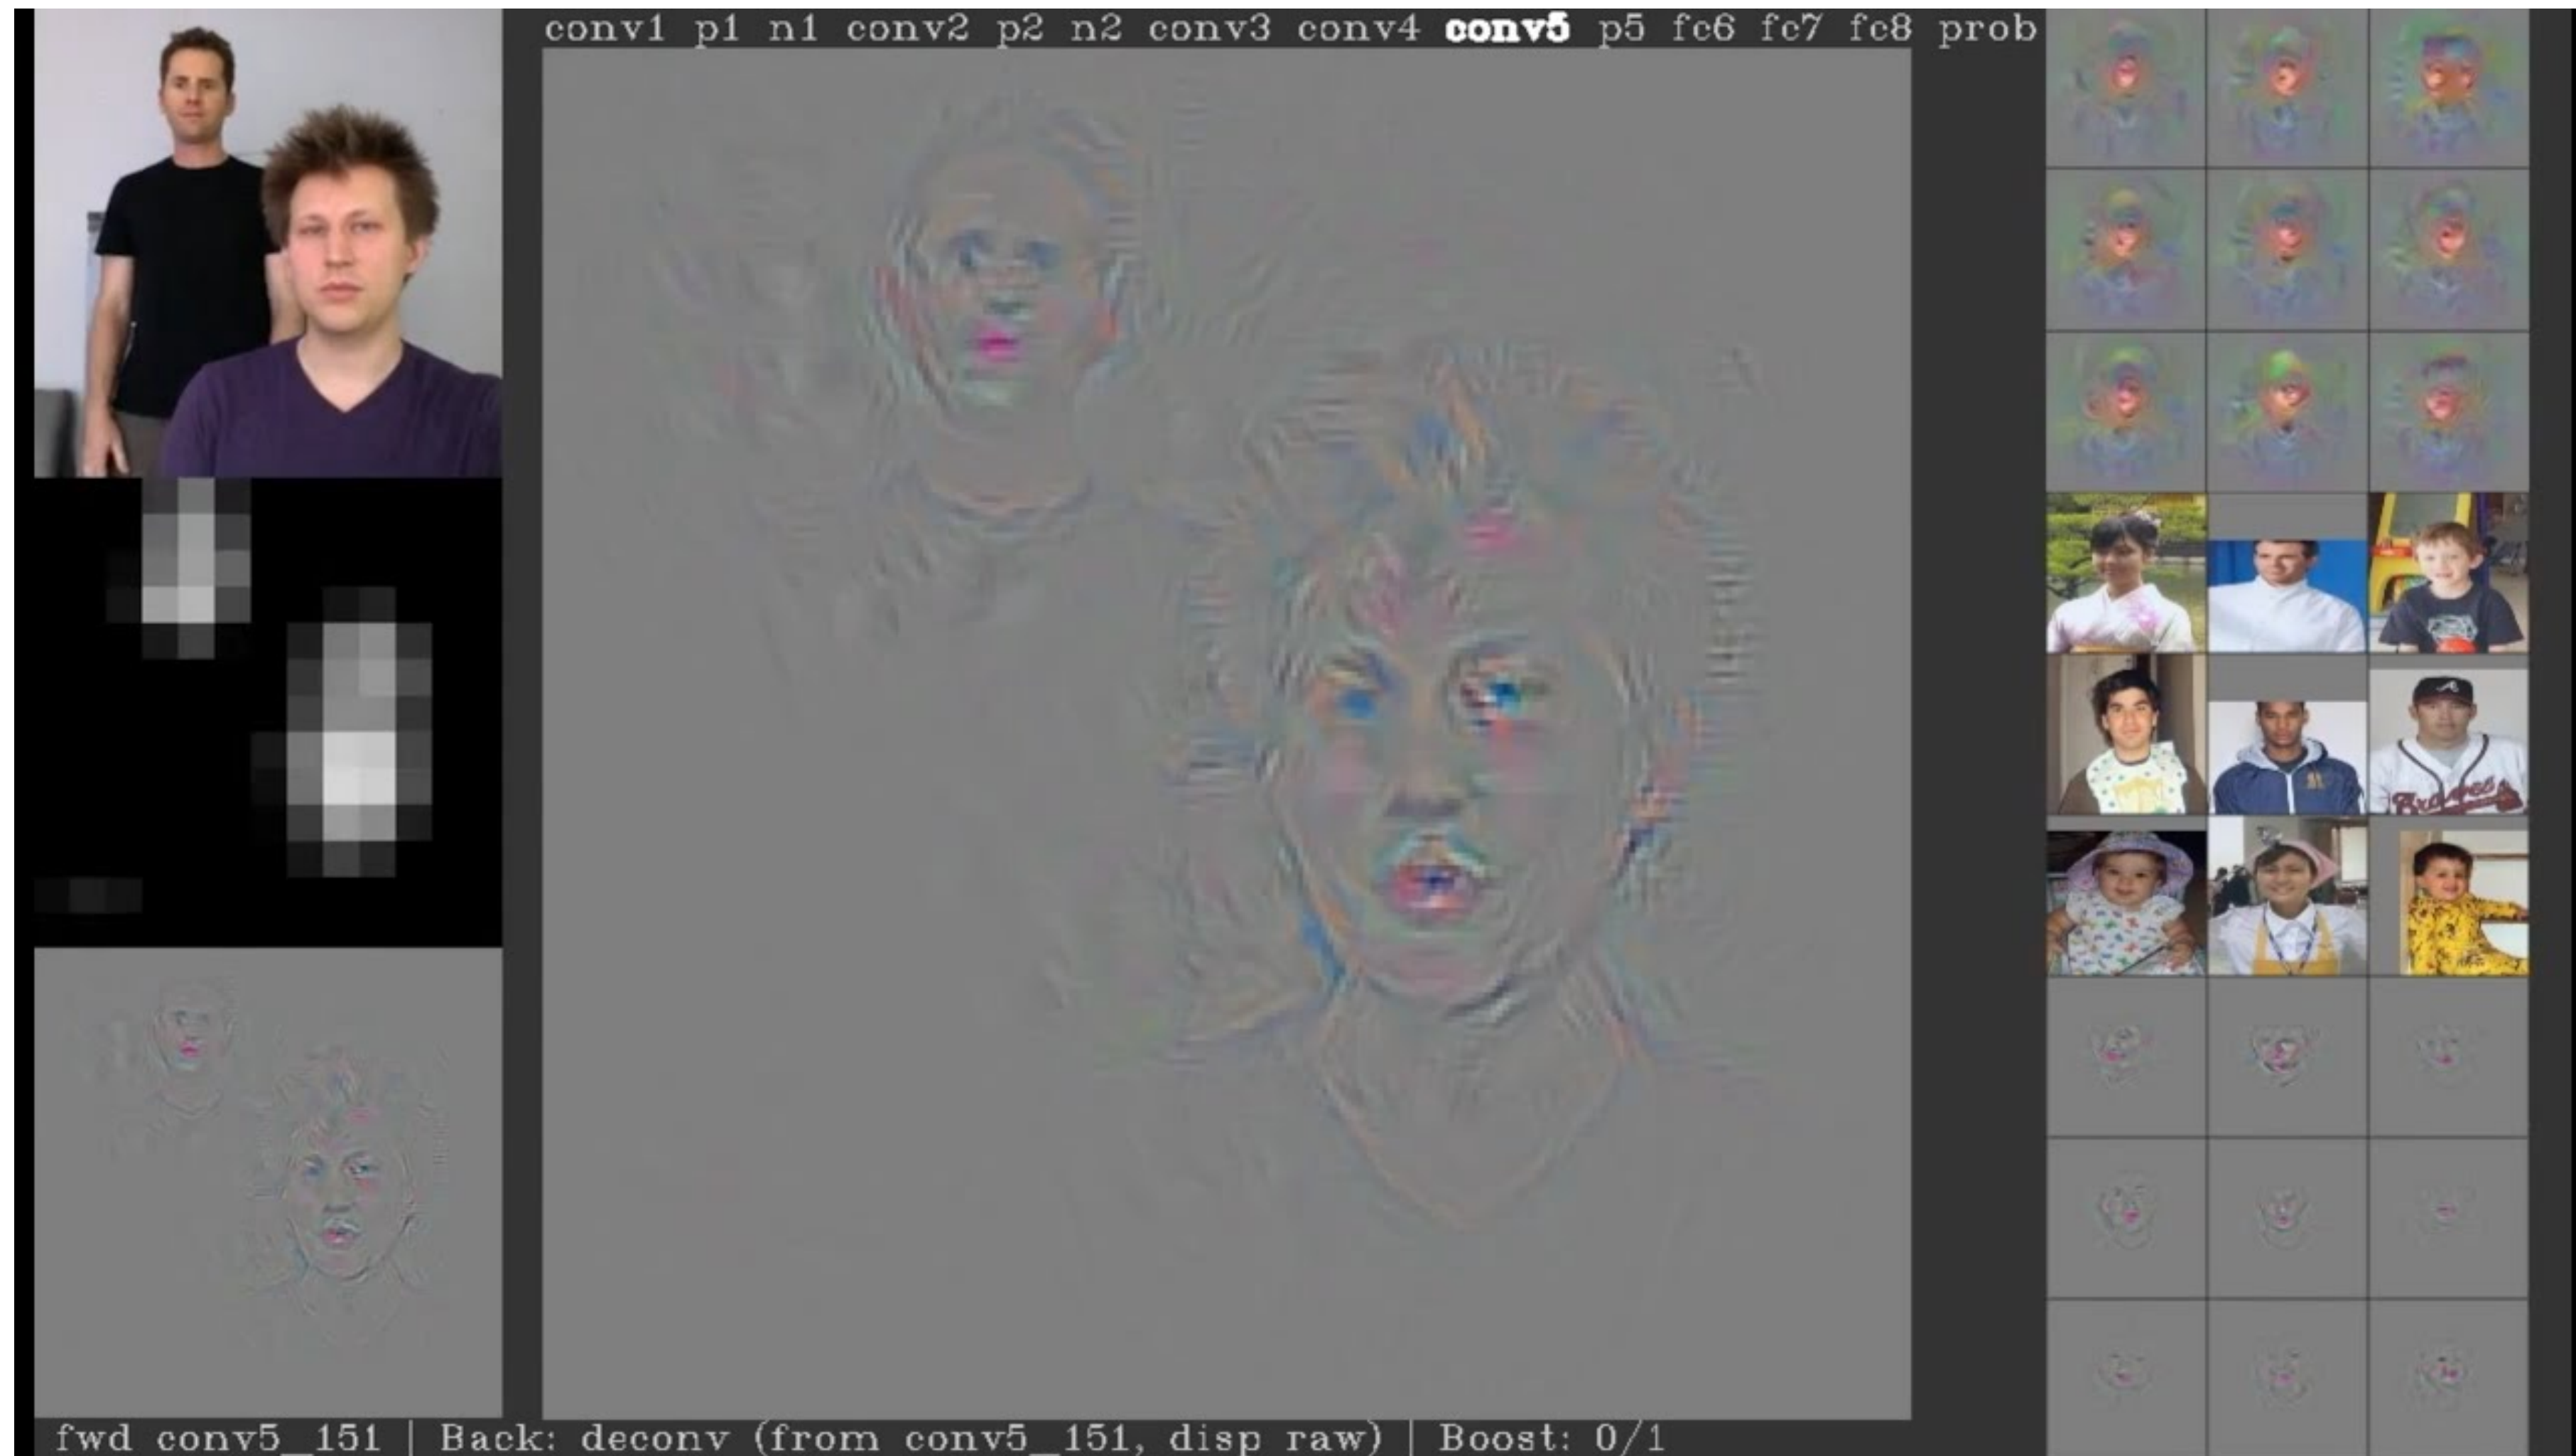 conv1 p1 n1 conv2 p2 n2 conv3 conv4 conv5 p5 fc6 fc7 fc8 prob
A
Braves
fwd conv5_151 | Back: deconv (from conv5_151, disp raw) | Boost: 0/1